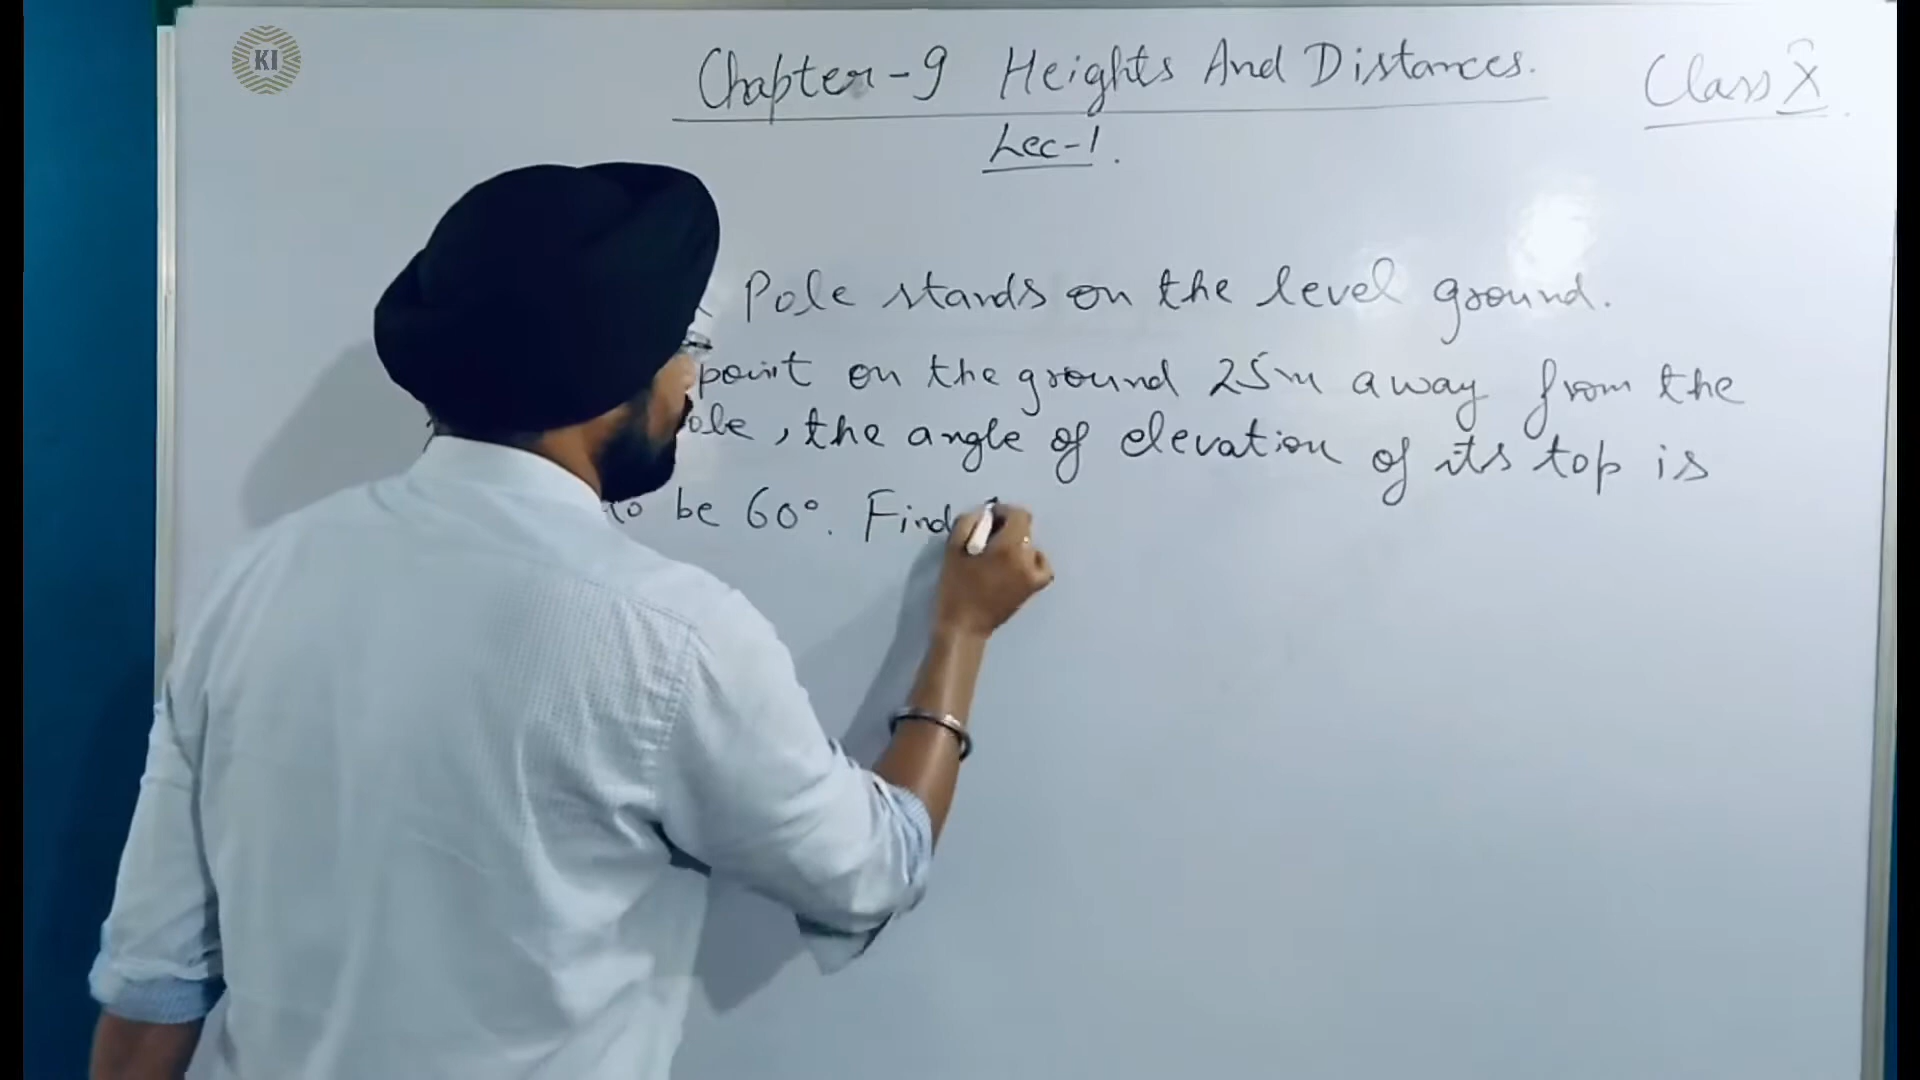 KI
Chapter-9 Heights And Distances.
Class X
Lec-1.
Pole stands on the level ground.
point on the ground 25m away from the
ole, the angle of elevation of its top is
to be 60°. Find